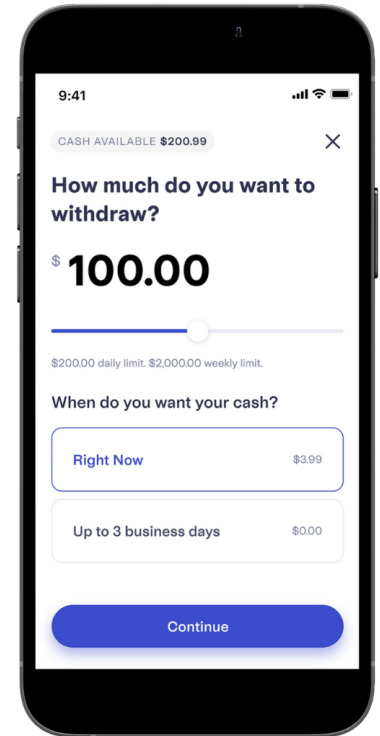 9:41
CASH AVAILABLE $200.99
How much do you want to
withdraw?
$ 100.00
$200.00 daily limit. $2,000.00 weekly limit.
When do you want your cash?
Right Now $3.99
Up to 3 business days $0.00
Continue